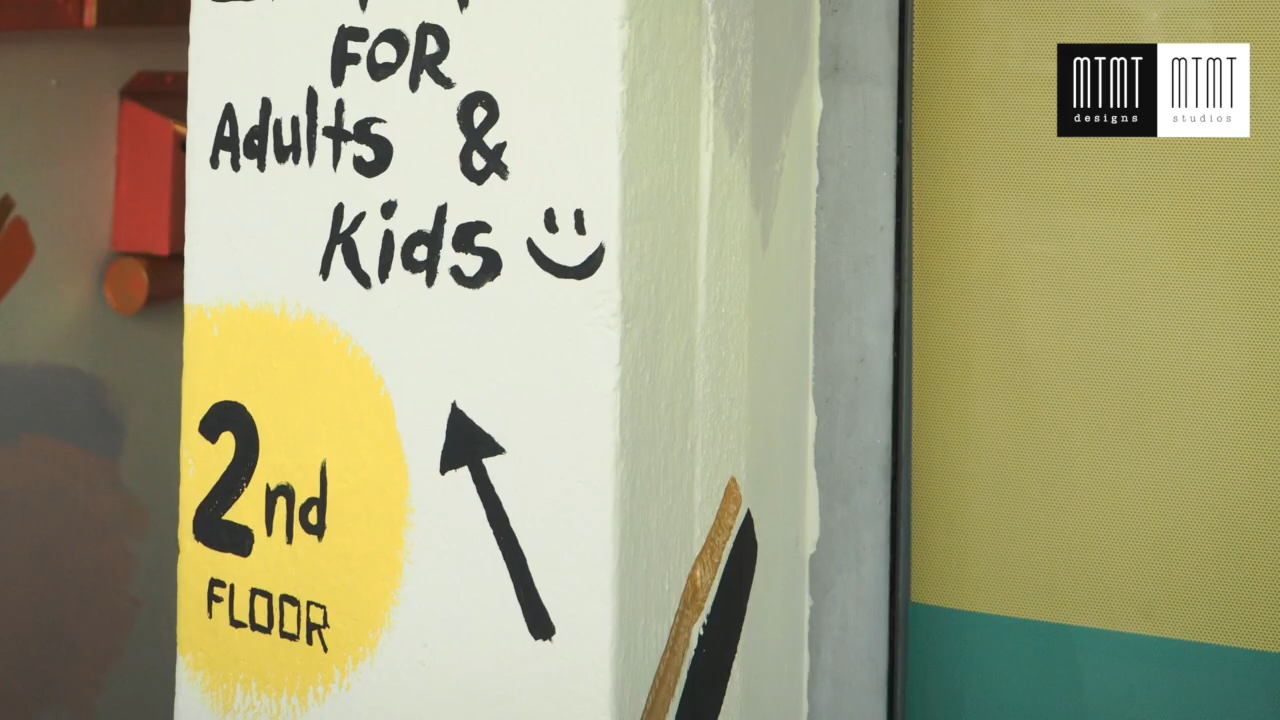 FOR
Adults &
Kids
2nd
FLOOR
MTMT
designs
MTMT
studios